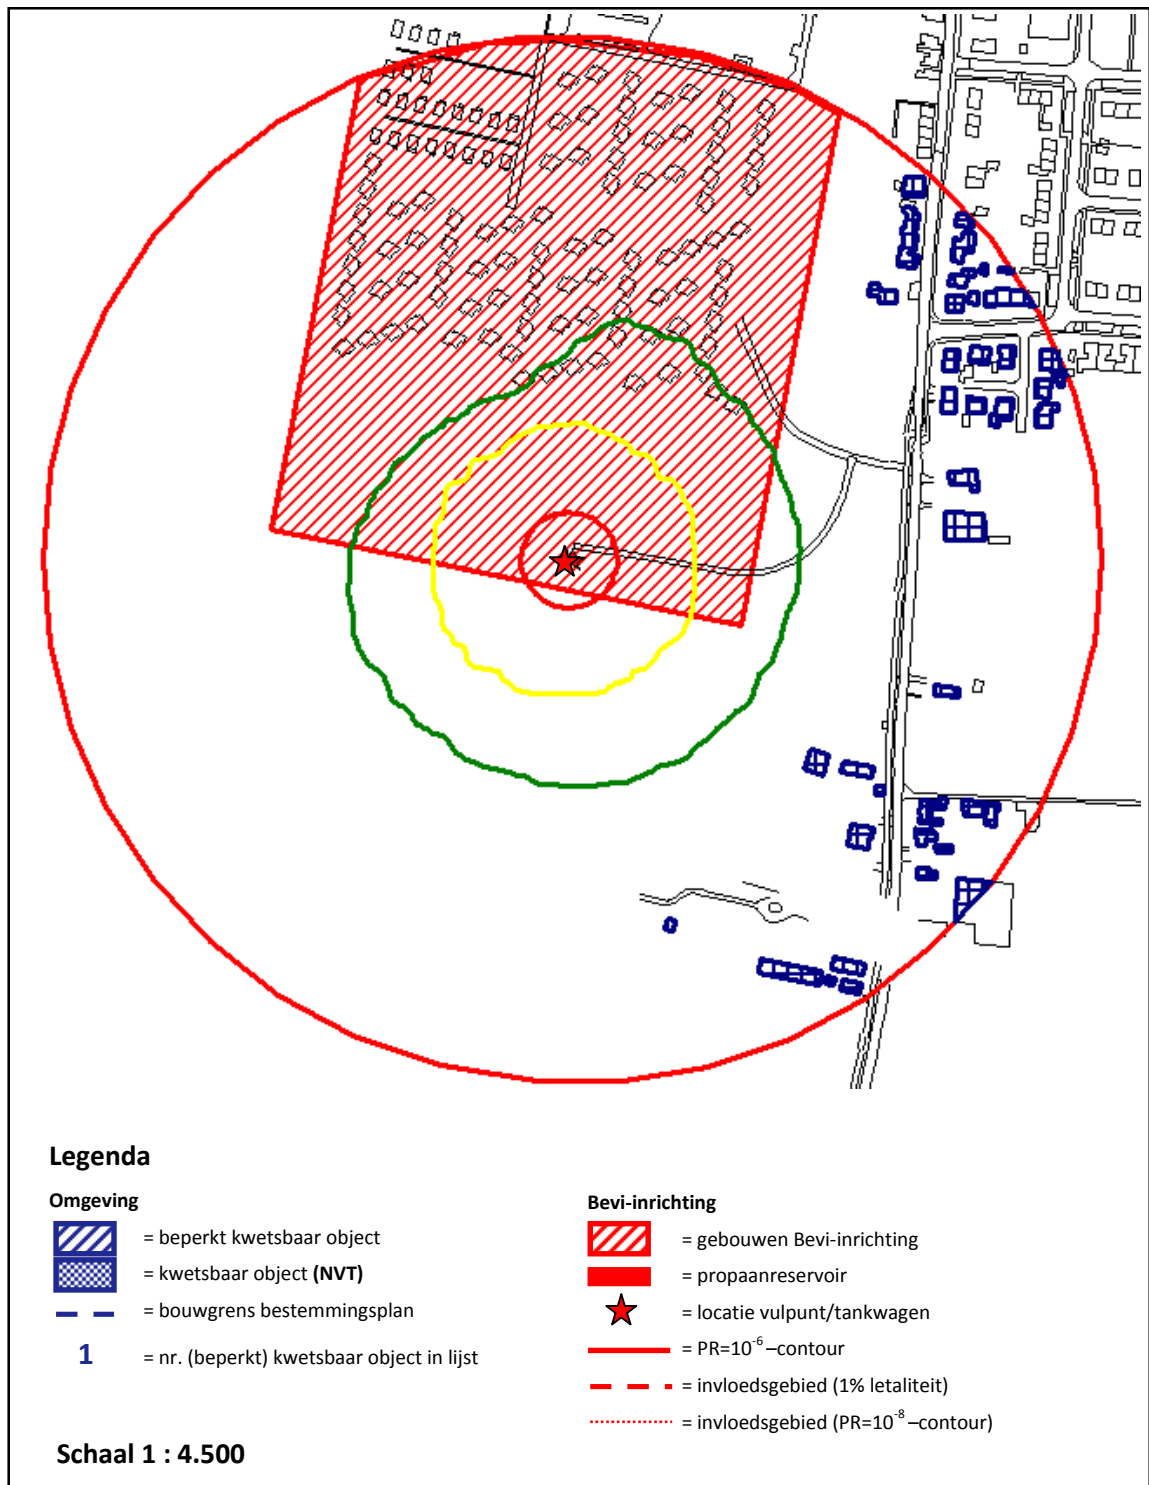 Legenda
Omgeving
= beperkt kwetsbaar object
= kwetsbaar object (NVT)
= bouwgrens bestemmingsplan
1 = nr. (beperkt) kwetsbaar object in lijst
Bevi-inrichting
= gebouwen Bevi-inrichting
= propaanreservoir
= locatie vulpunt/tankwagen
= PR=10⁻⁶ –contour
= invloedsgebied (1% letaliteit)
= invloedsgebied (PR=10⁻⁸ –contour)
Schaal 1 : 4.500